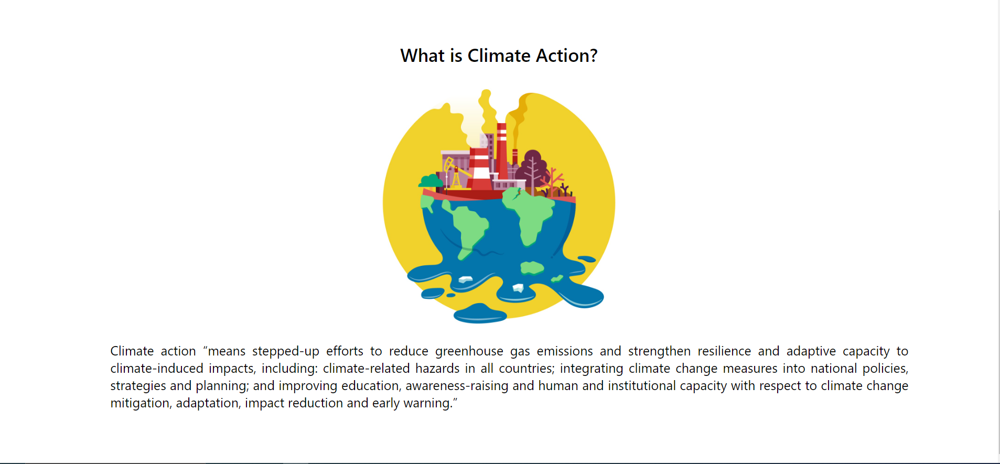 What is Climate Action?
Climate action “means stepped-up efforts to reduce greenhouse gas emissions and strengthen resilience and adaptive capacity to
climate-induced impacts, including: climate-related hazards in all countries; integrating climate change measures into national policies,
strategies and planning; and improving education, awareness-raising and human and institutional capacity with respect to climate change
mitigation, adaptation, impact reduction and early warning.”